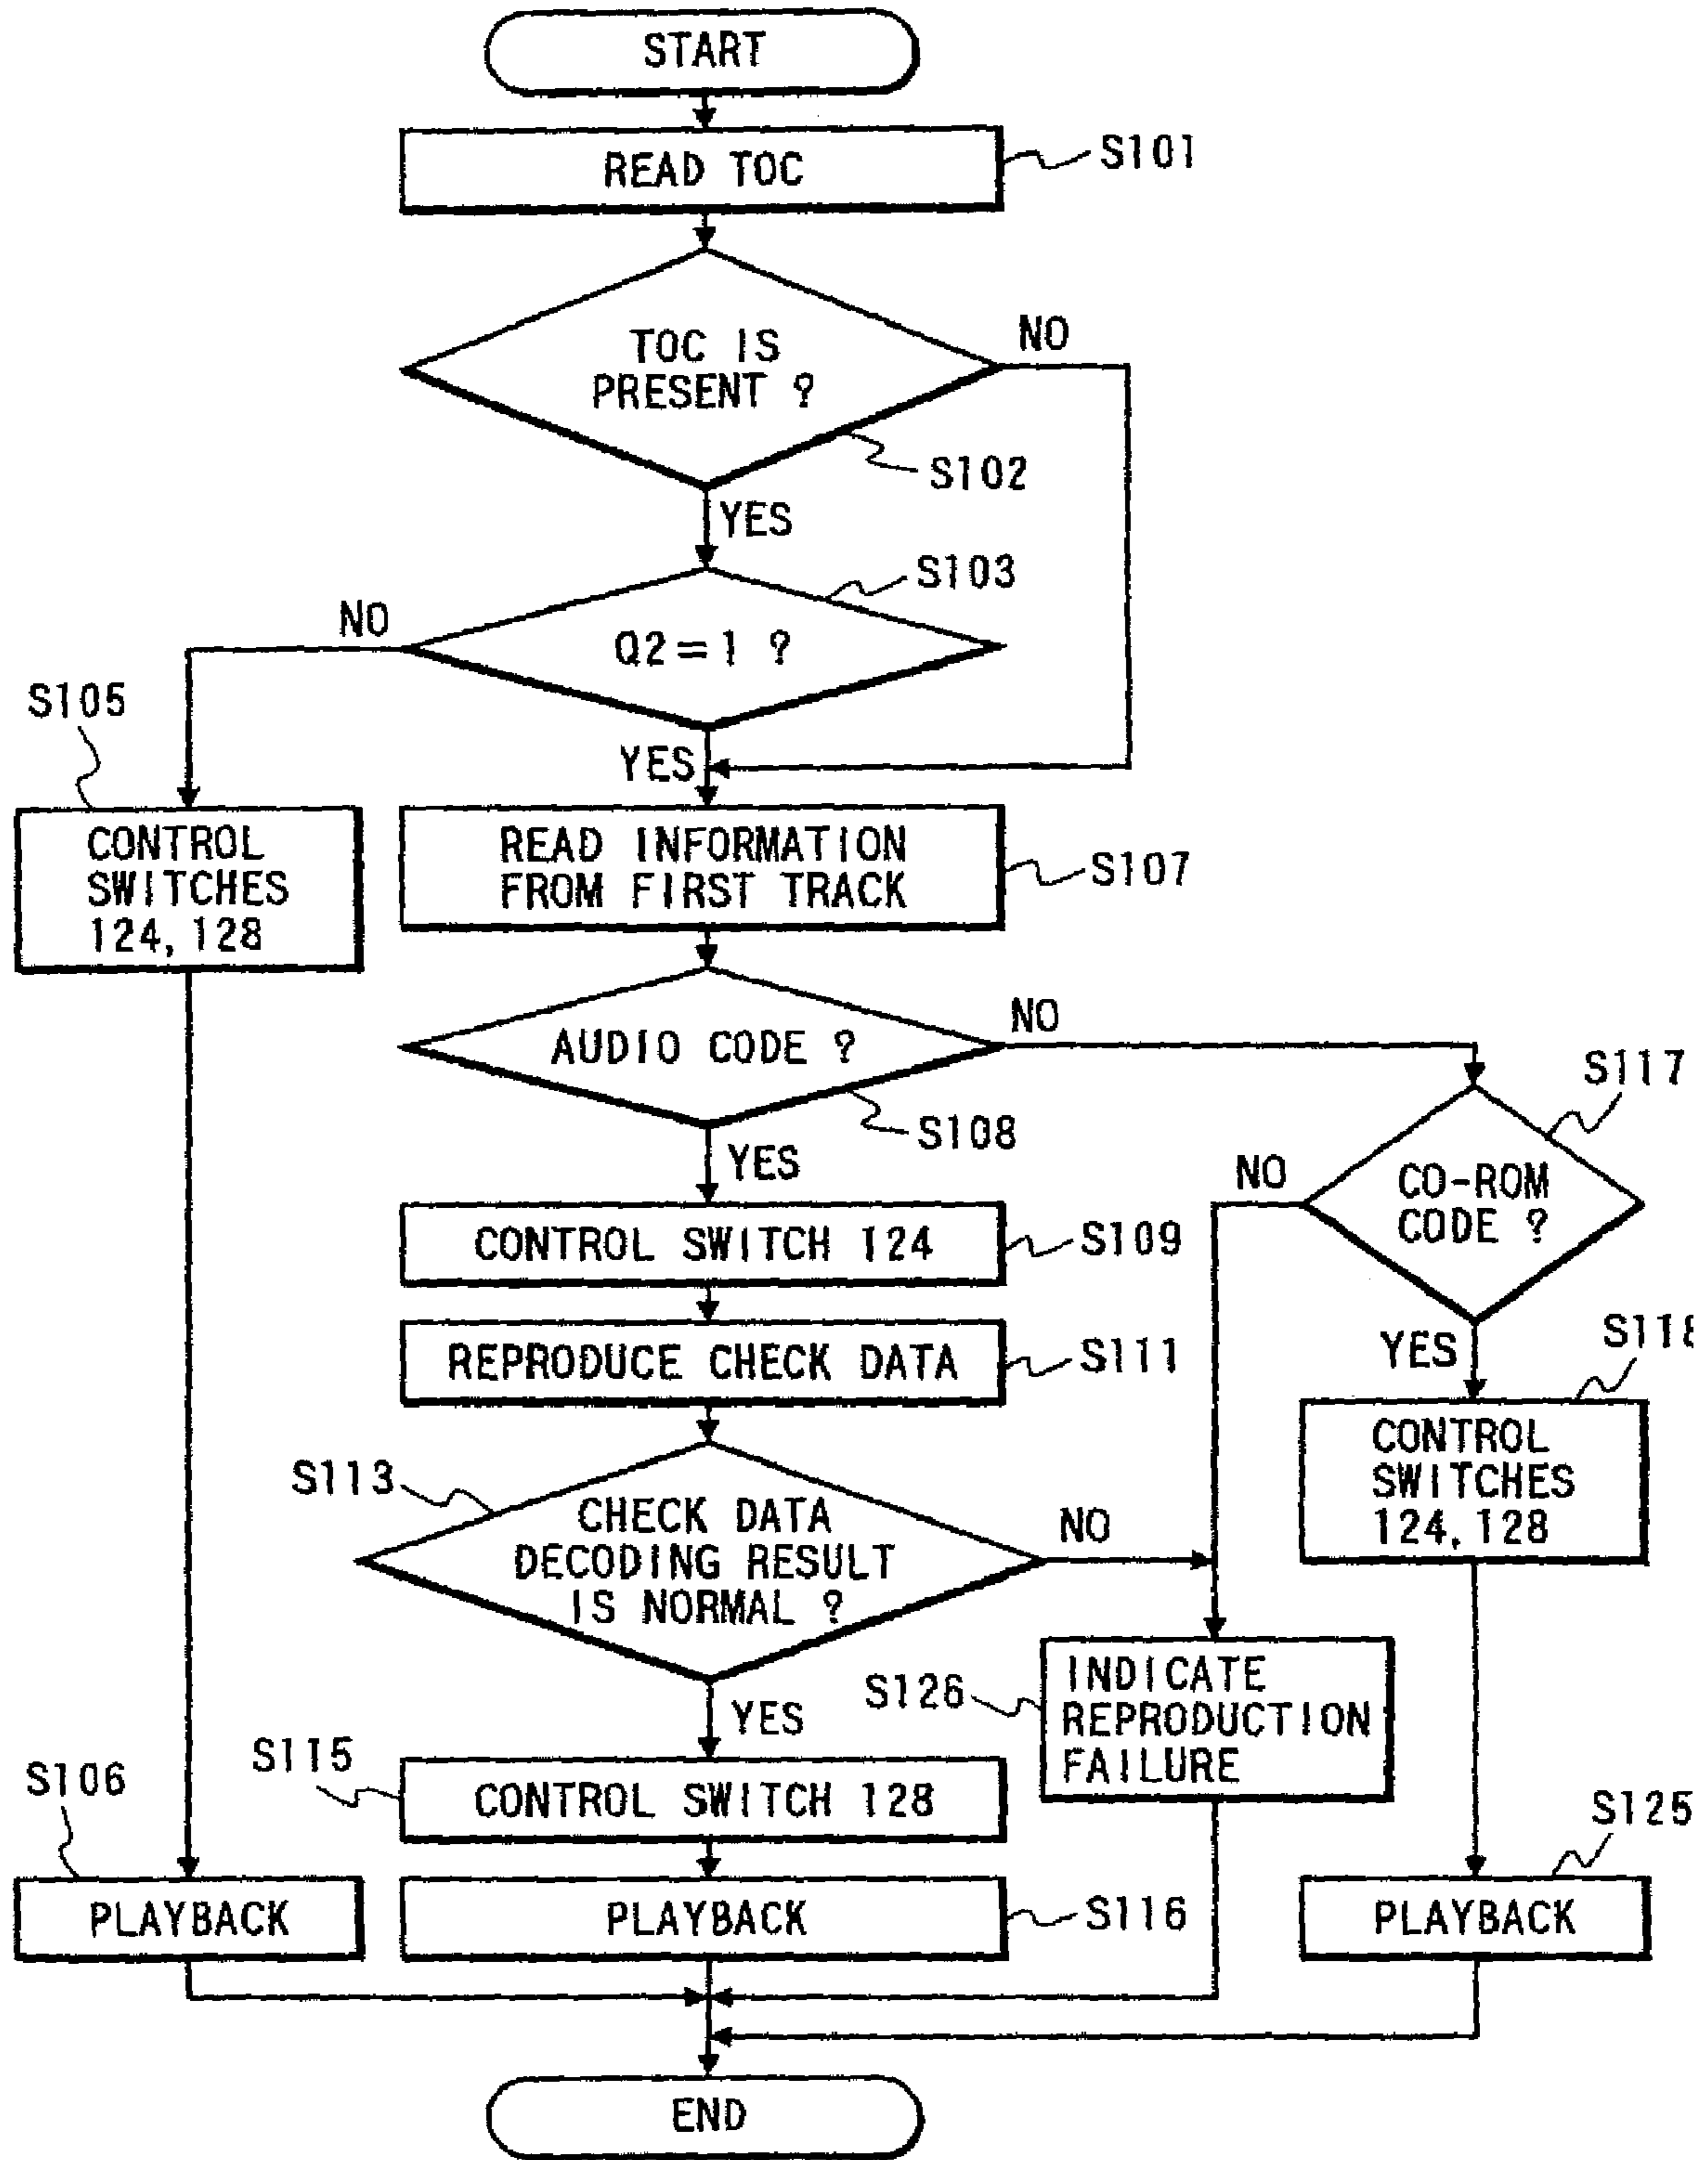 START
READ TOC
S101
TOC IS
PRESENT ?
NO
S102
YES
S103
NO
Q2=1 ?
S105
YES
CONTROL
SWITCHES
124, 128
READ INFORMATION
FROM FIRST TRACK
S107
AUDIO CODE ?
NO
S108
YES
S117
NO
CO-ROM
CODE ?
CONTROL SWITCH 124
S109
REPRODUCE CHECK DATA
S111
YES
S118
CONTROL
SWITCHES
124, 128
S113
CHECK DATA
DECODING RESULT
IS NORMAL ?
NO
YES
S126
INDICATE
REPRODUCTION
FAILURE
S115
CONTROL SWITCH 128
S106
PLAYBACK
PLAYBACK
S116
S125
PLAYBACK
END